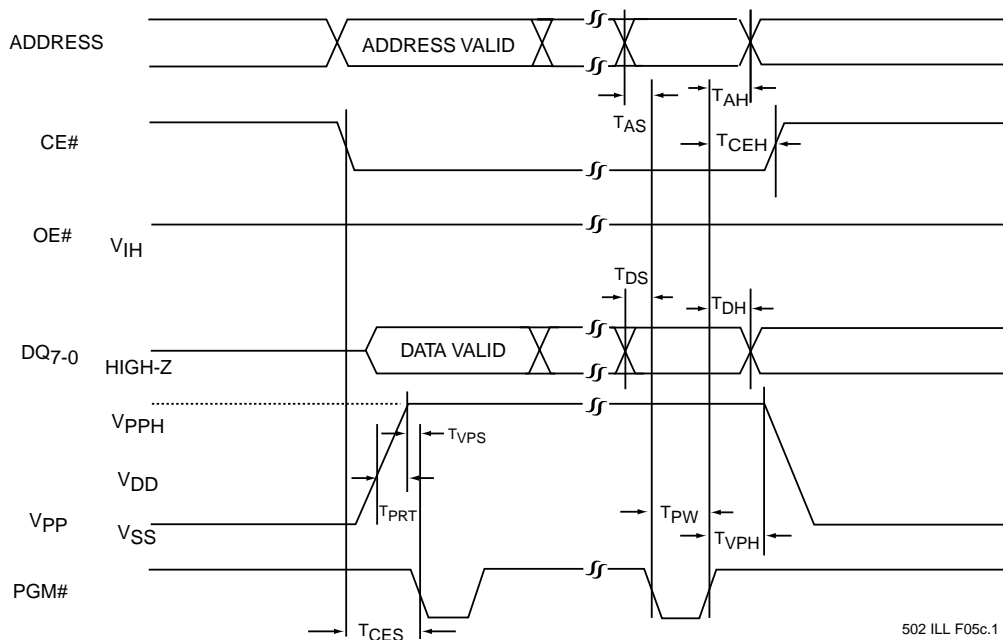 ADDRESS
ADDRESS VALID
TAS
TAH
CE#
TCEH
OE#
VIH
TDS
TDH
DQ7-0
HIGH-Z
DATA VALID
VPPH
TVPS
VDD
TPRT
VPP
VSS
TPW
TVPH
PGM#
TCES
502 ILL F05c.1